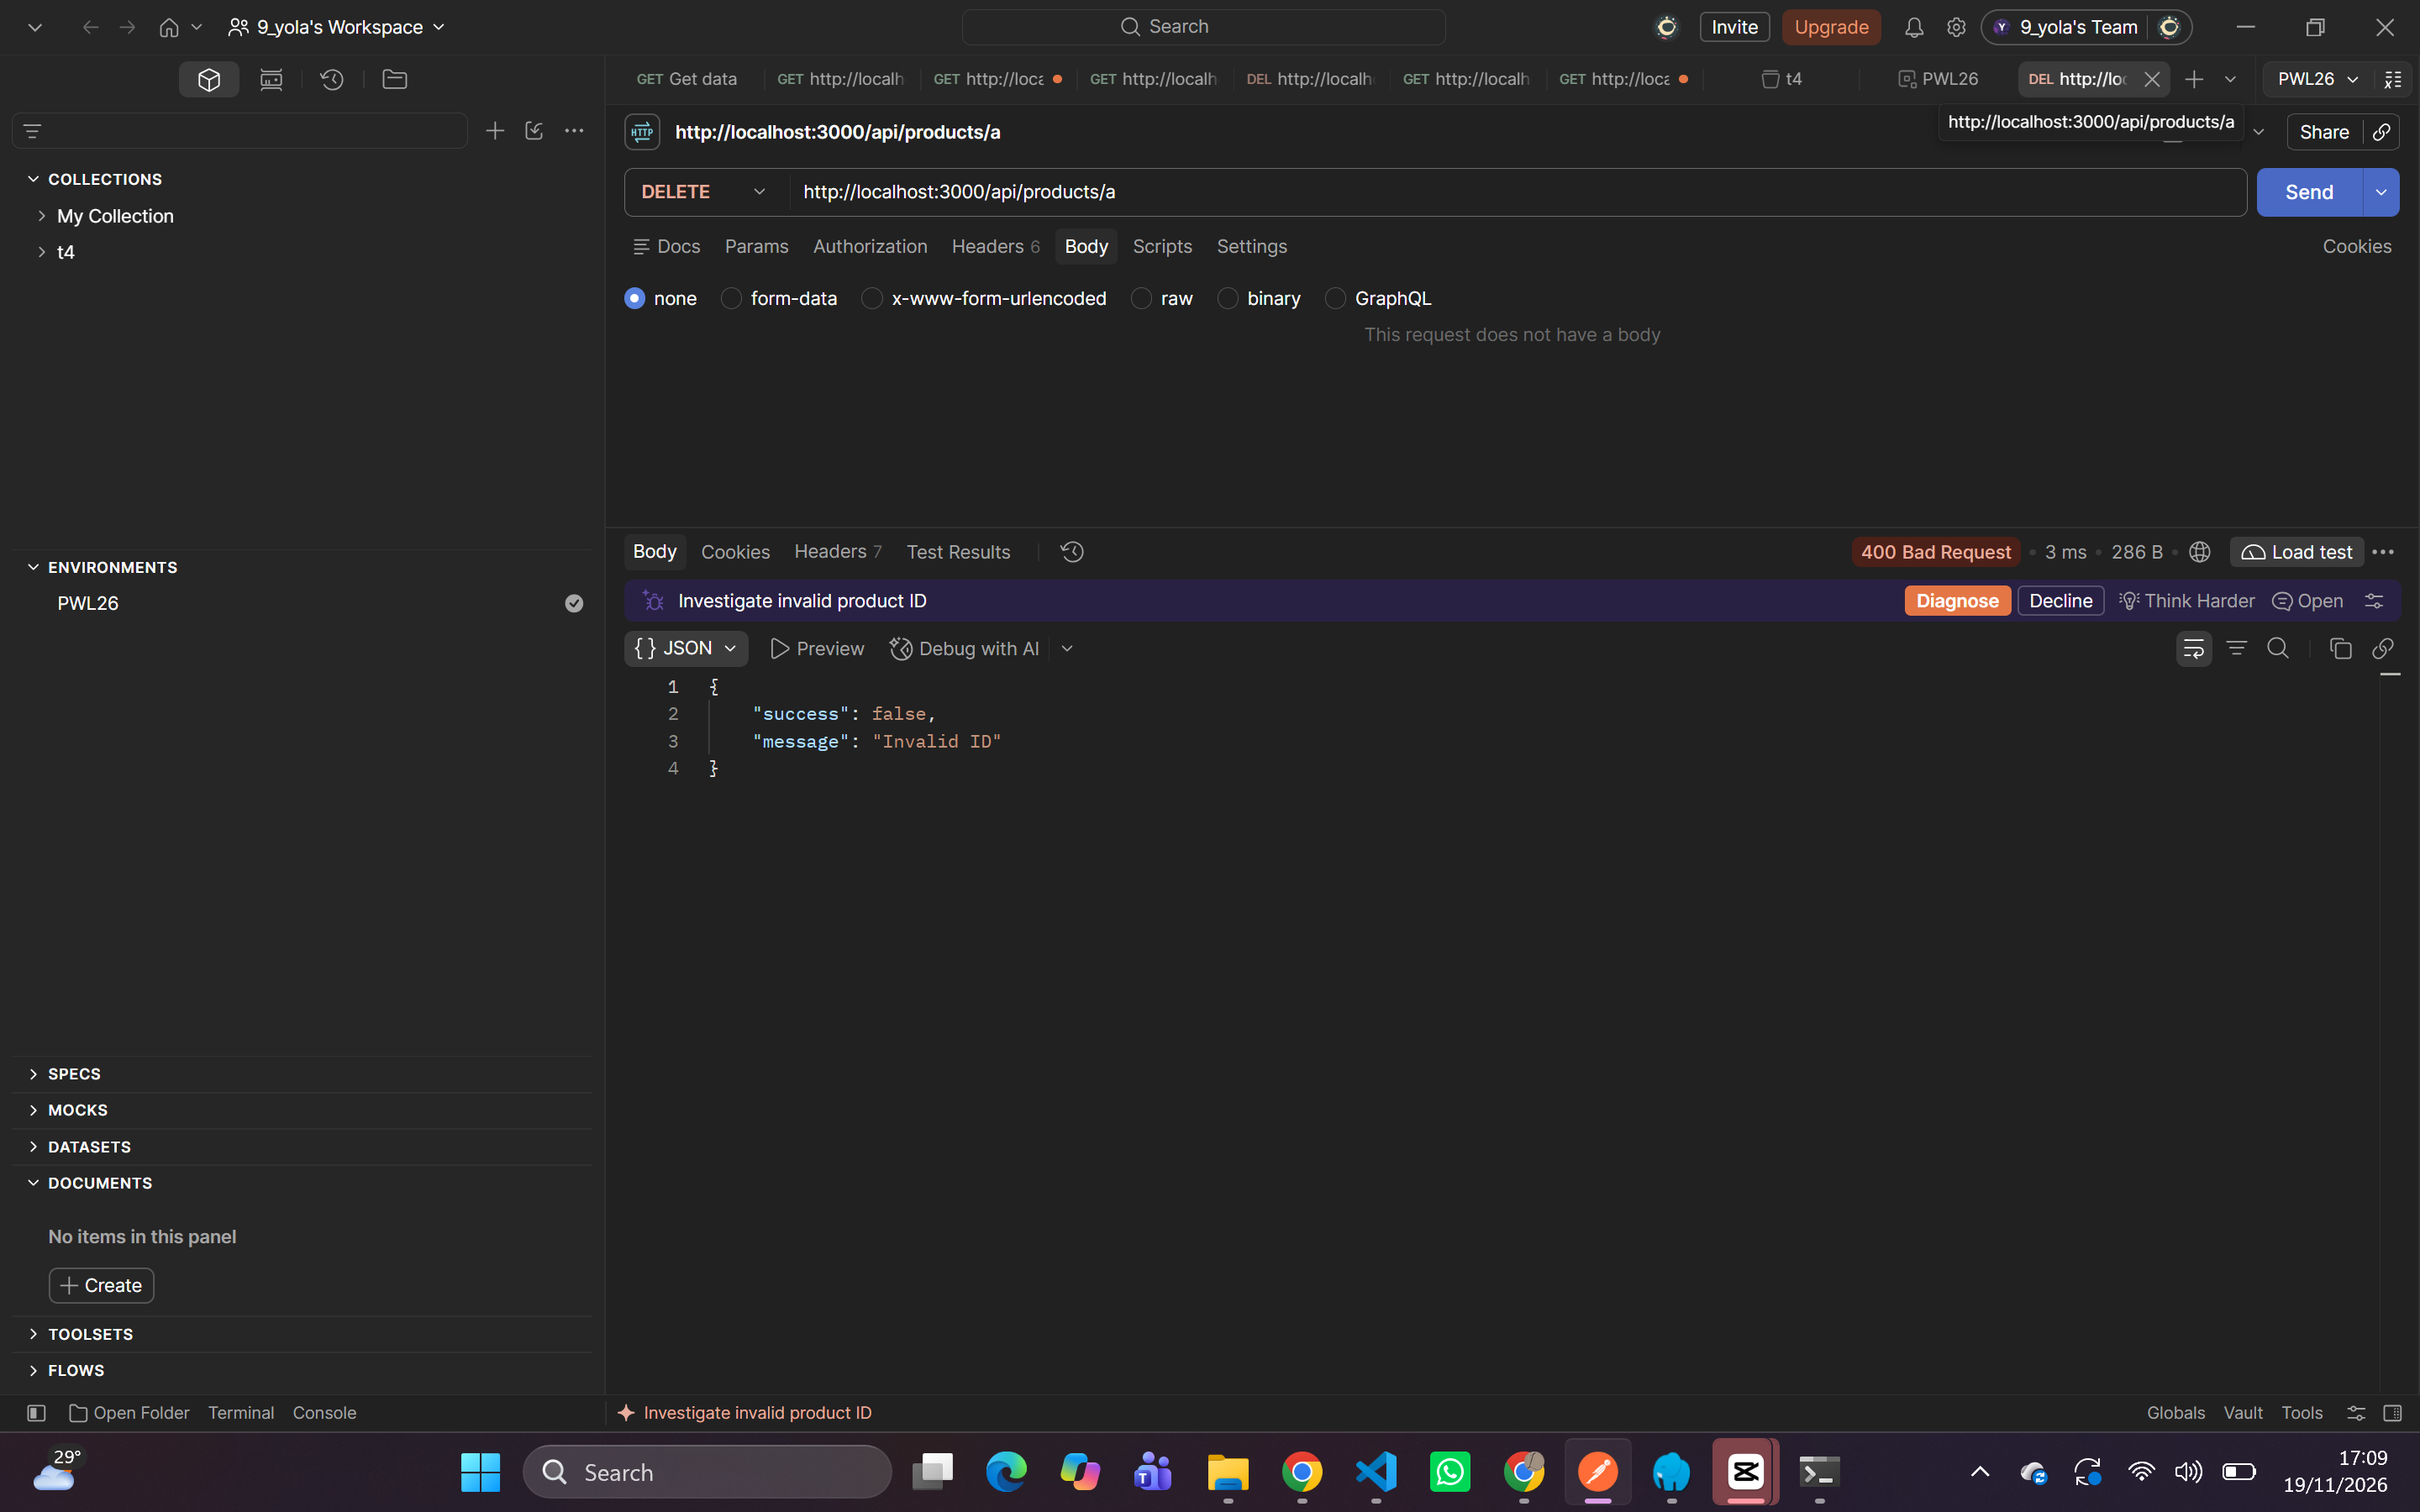 9_yola's Workspace
Search
Invite
Upgrade
Y 9_yola's Team
GET Get data
GET http://localh
GET http://loca
GET http://localh
DEL http://localh
GET http://localh
GET http://loca
t4
PWL26
DEL http://loc
PWL26
HTTP http://localhost:3000/api/products/a
http://localhost:3000/api/products/a
Share
DELETE http://localhost:3000/api/products/a
Send
Docs Params Authorization Headers 6 Body Scripts Settings
Cookies
none form-data x-www-form-urlencoded raw binary GraphQL
This request does not have a body
COLLECTIONS
My Collection
t4
ENVIRONMENTS
PWL26
SPECS
MOCKS
DATASETS
DOCUMENTS
No items in this panel
Create
TOOLSETS
FLOWS
Body Cookies Headers 7 Test Results
400 Bad Request 3 ms 286 B Load test
Investigate invalid product ID
Diagnose Decline Think Harder Open
{} JSON Preview Debug with AI
1 {
2 "success": false,
3 "message": "Invalid ID"
4 }
Open Folder Terminal Console
Investigate invalid product ID
Globals Vault Tools
29°
Search
17:09
19/11/2026